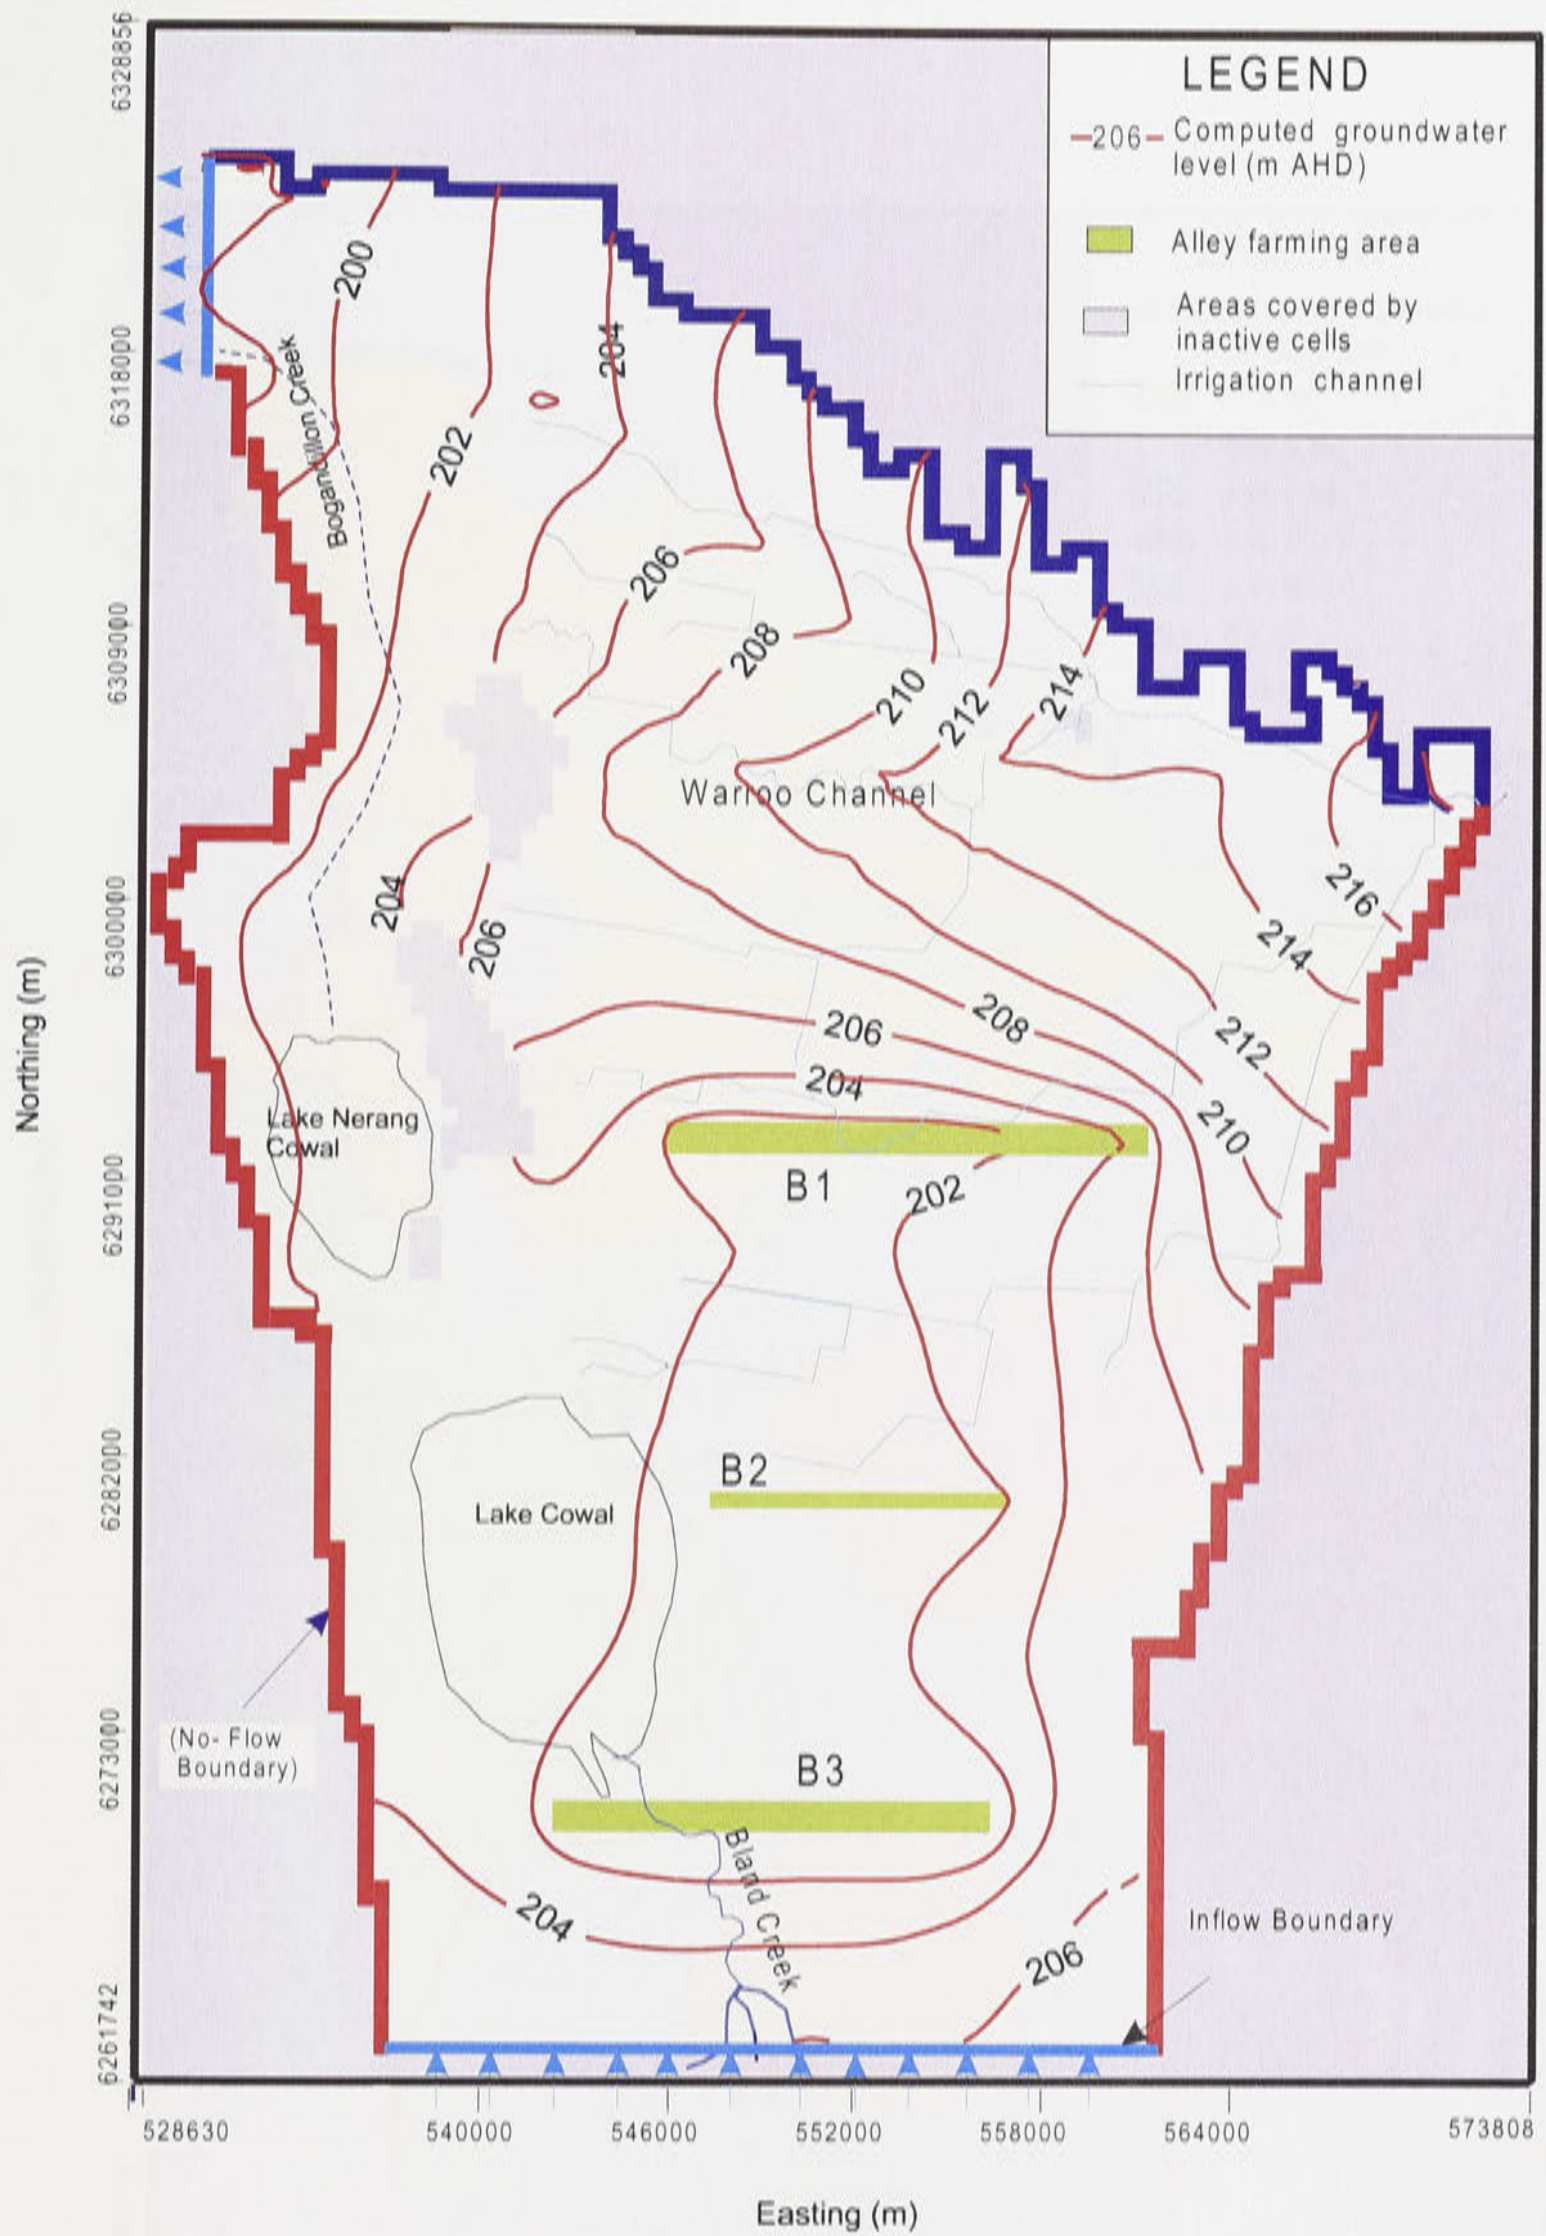 LEGEND
—206— Computed groundwater
level (m AHD)
Alley farming area
Areas covered by
inactive cells
Irrigation channel
6328856
6318000
6309000
6300000
6291000
6282000
6273000
6261742
Northing (m)
200
202
204
206
208
210
212
214
Bogandillon Creek
Warroo Channel
204
206
216
214
212
210
208
206
204
Lake Nerang
Cowal
B1
202
B2
Lake Cowal
(No- Flow
Boundary)
B3
Bland Creek
204
206
Inflow Boundary
528630
540000
546000
552000
558000
564000
573808
Easting (m)